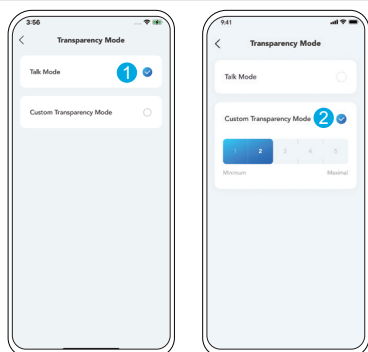 3:56
Transparency Mode
Talk Mode
1
Custom Transparency Mode
9:41
Transparency Mode
Talk Mode
Custom Transparency Mode
2
1 2 3 4 5
Minimum Maximal